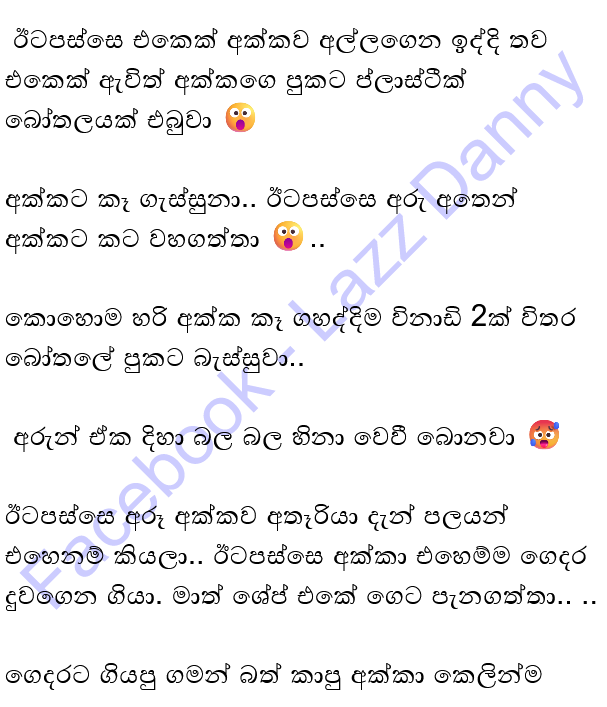 ඊටපස්සෙ එකෙක් අක්කව අල්ලගෙන ඉද්දි තව
එකෙක් ඇවිත් අක්කගෙ පුකට ප්ලාස්ටික්
බෝතලයක් එබුවා 😲
අක්කට කෑ ගැස්සුනා.. ඊටපස්සෙ අරු අතෙන්
අක්කට කට වහගත්තා 😲 ..
කොහොම හරි අක්ක කෑ ගහද්දිම විනාඩි 2ක් විතර
බෝතලේ පුකට බැස්සුවා..
අරුන් ඒක දිහා බල බල හිනා වෙවී බොනවා 🥵
ඊටපස්සෙ අරූ අක්කව අතෑරියා දැන් පලයන්
එහෙනම් කියලා.. ඊටපස්සෙ අක්කා එහෙම්ම ගෙදර
දුවගෙන ගියා. මාත් ශේප් එකේ ගෙට පැනගත්තා.. ..
ගෙදරට ගියපු ගමන් බත් කාපු අක්කා කෙලින්ම
Facebook - Lazz Danny